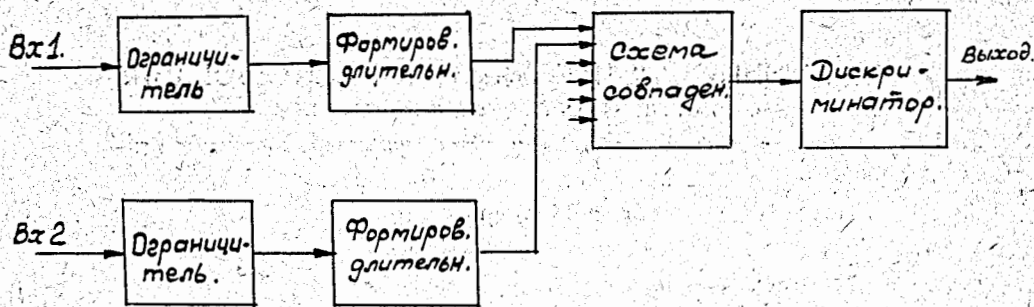 Вх 1.
Ограничи-
тель
Формиров.
длительн.
Схема
совпаден.
Дискри-
минатор.
Выход.
Вх 2
Ограничи-
тель.
Формиров.
длительн.